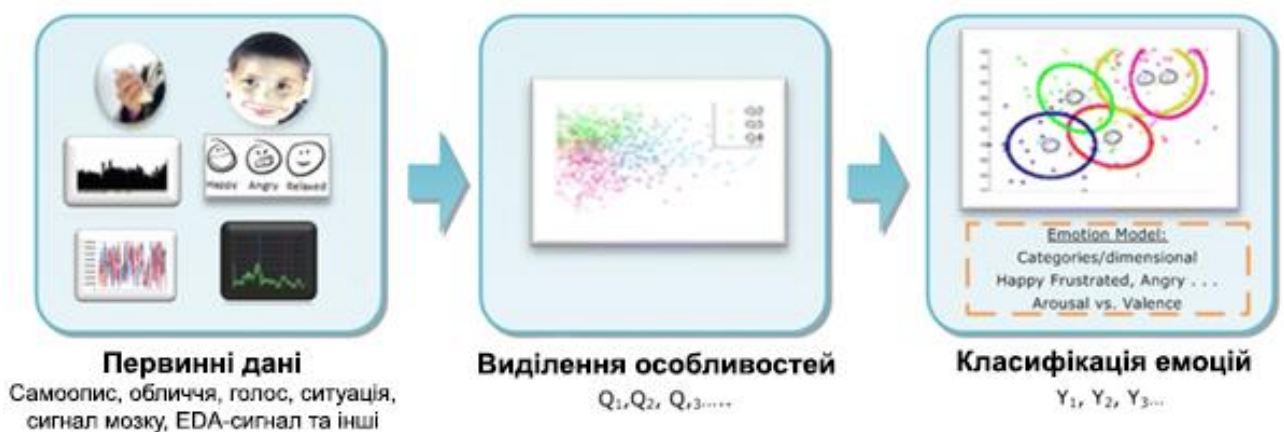 Happy Angry Relaxed
Q2
Q3
Q4
Emotion Model:
Categories/dimensional
Happy Frustrated, Angry . . .
Arousal vs. Valence
Первинні дані
Самоопис, обличчя, голос, ситуація,
сигнал мозку, EDA-сигнал та інші
Виділення особливостей
Q₁,Q₂, Q,₃.....
Класифікація емоцій
Y₁, Y₂, Y₃...